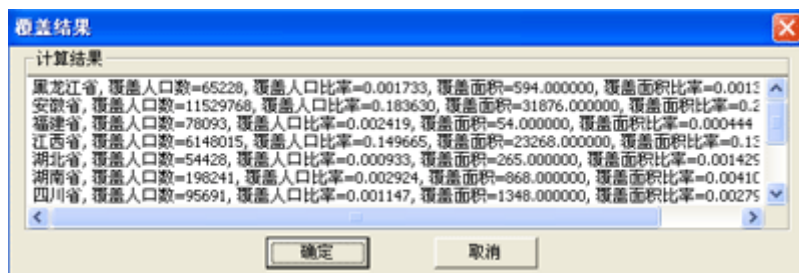 覆盖结果
计算结果
黑龙江省,覆盖人口数=65228,覆盖人口比率=0.001733,覆盖面积=594.000000,覆盖面积比率=0.0013
安徽省,覆盖人口数=11529768,覆盖人口比率=0.183630,覆盖面积=31876.000000,覆盖面积比率=0.2
福建省,覆盖人口数=78093,覆盖人口比率=0.002419,覆盖面积=54.000000,覆盖面积比率=0.000444
江西省,覆盖人口数=6148015,覆盖人口比率=0.149665,覆盖面积=23268.000000,覆盖面积比率=0.13
湖北省,覆盖人口数=54428,覆盖人口比率=0.000933,覆盖面积=265.000000,覆盖面积比率=0.001429
湖南省,覆盖人口数=198241,覆盖人口比率=0.002924,覆盖面积=868.000000,覆盖面积比率=0.00410
四川省,覆盖人口数=95691,覆盖人口比率=0.001147,覆盖面积=1348.000000,覆盖面积比率=0.00279
确定
取消